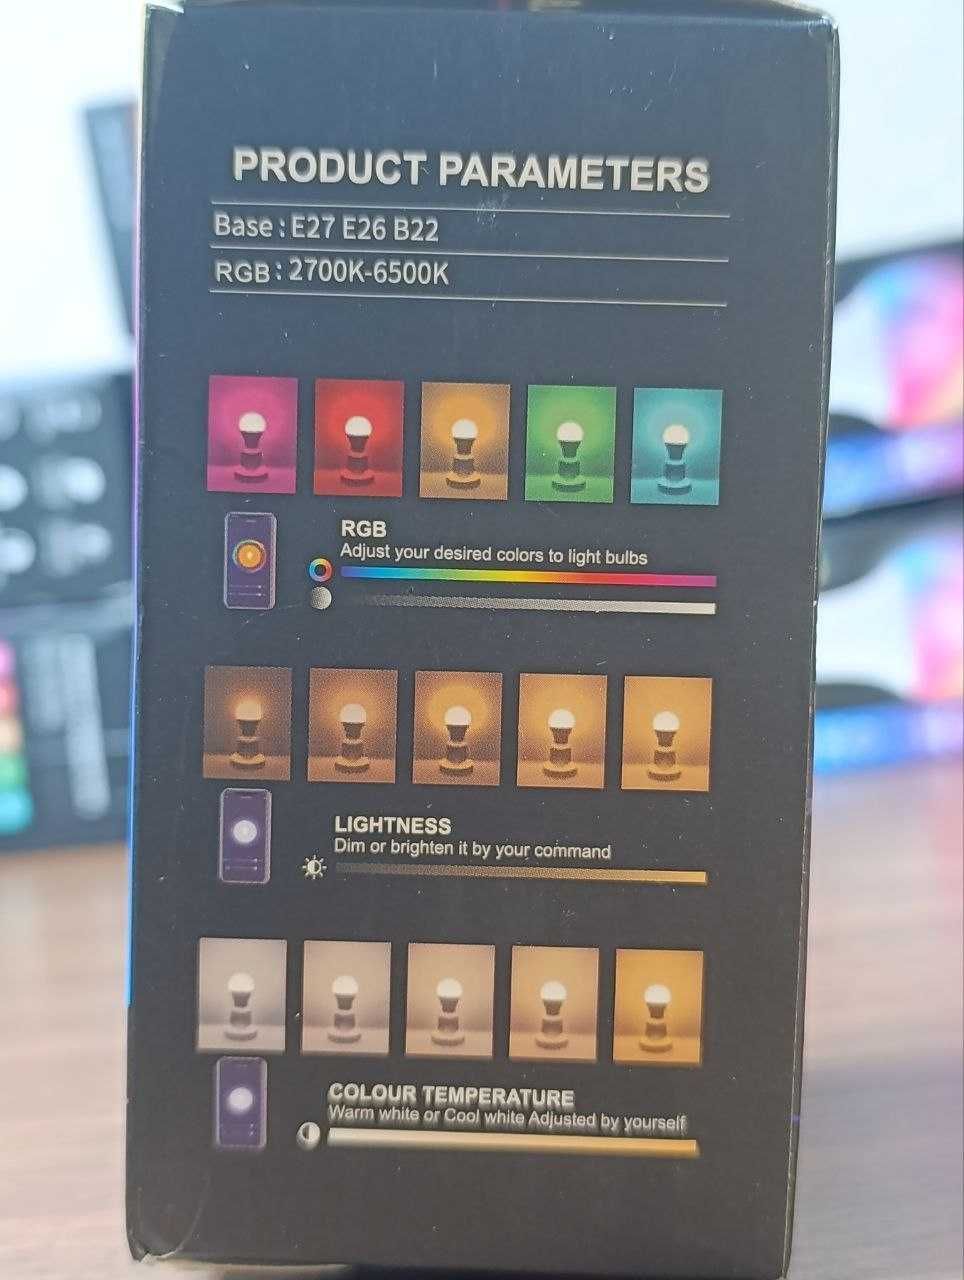 PRODUCT PARAMETERS
Base : E27 E26 B22
RGB : 2700K-6500K
RGB
Adjust your desired colors to light bulbs
LIGHTNESS
Dim or brighten it by your command
COLOUR TEMPERATURE
Warm white or Cool white Adjusted by yourself